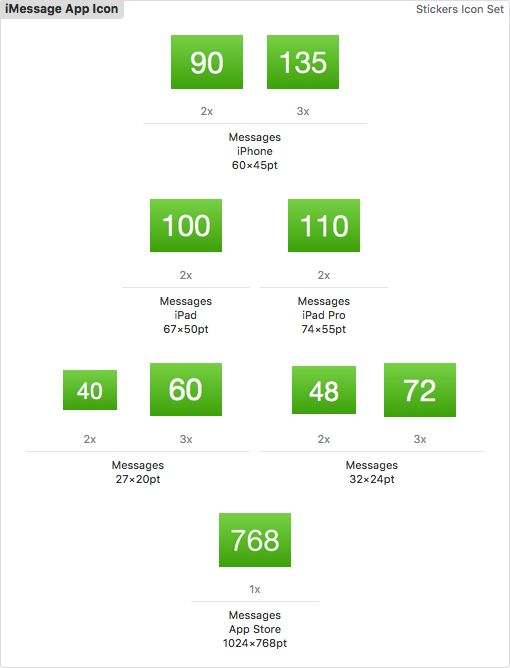 iMessage App Icon
Stickers Icon Set
90 135
2x 3x
Messages
iPhone
60×45pt
100 110
2x 2x
Messages
iPad
67×50pt
Messages
iPad Pro
74×55pt
40 60 48 72
2x 3x 2x 3x
Messages
27×20pt
Messages
32×24pt
768
1x
Messages
App Store
1024×768pt